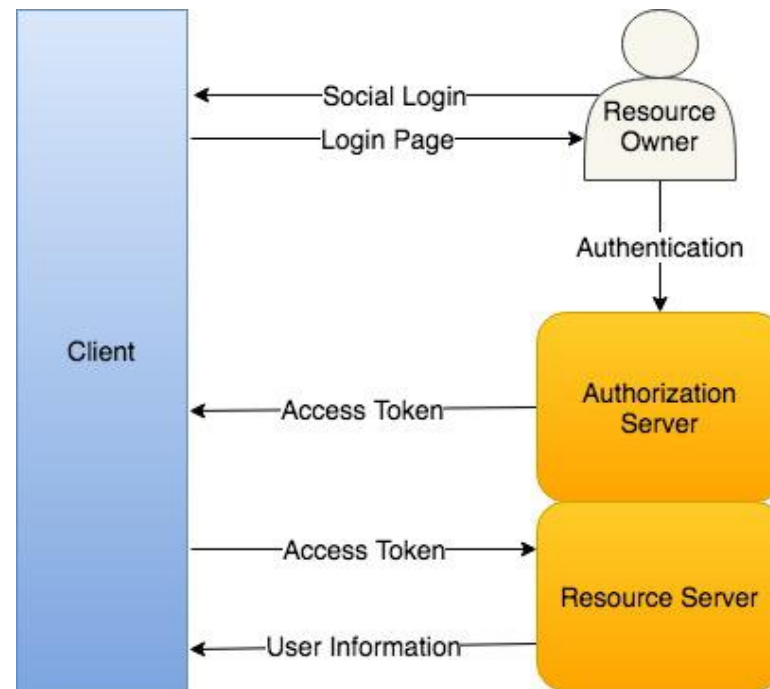 Social Login
Resource
Owner
Login Page
Authentication
Client
Authorization
Server
Access Token
Access Token
Resource Server
User Information